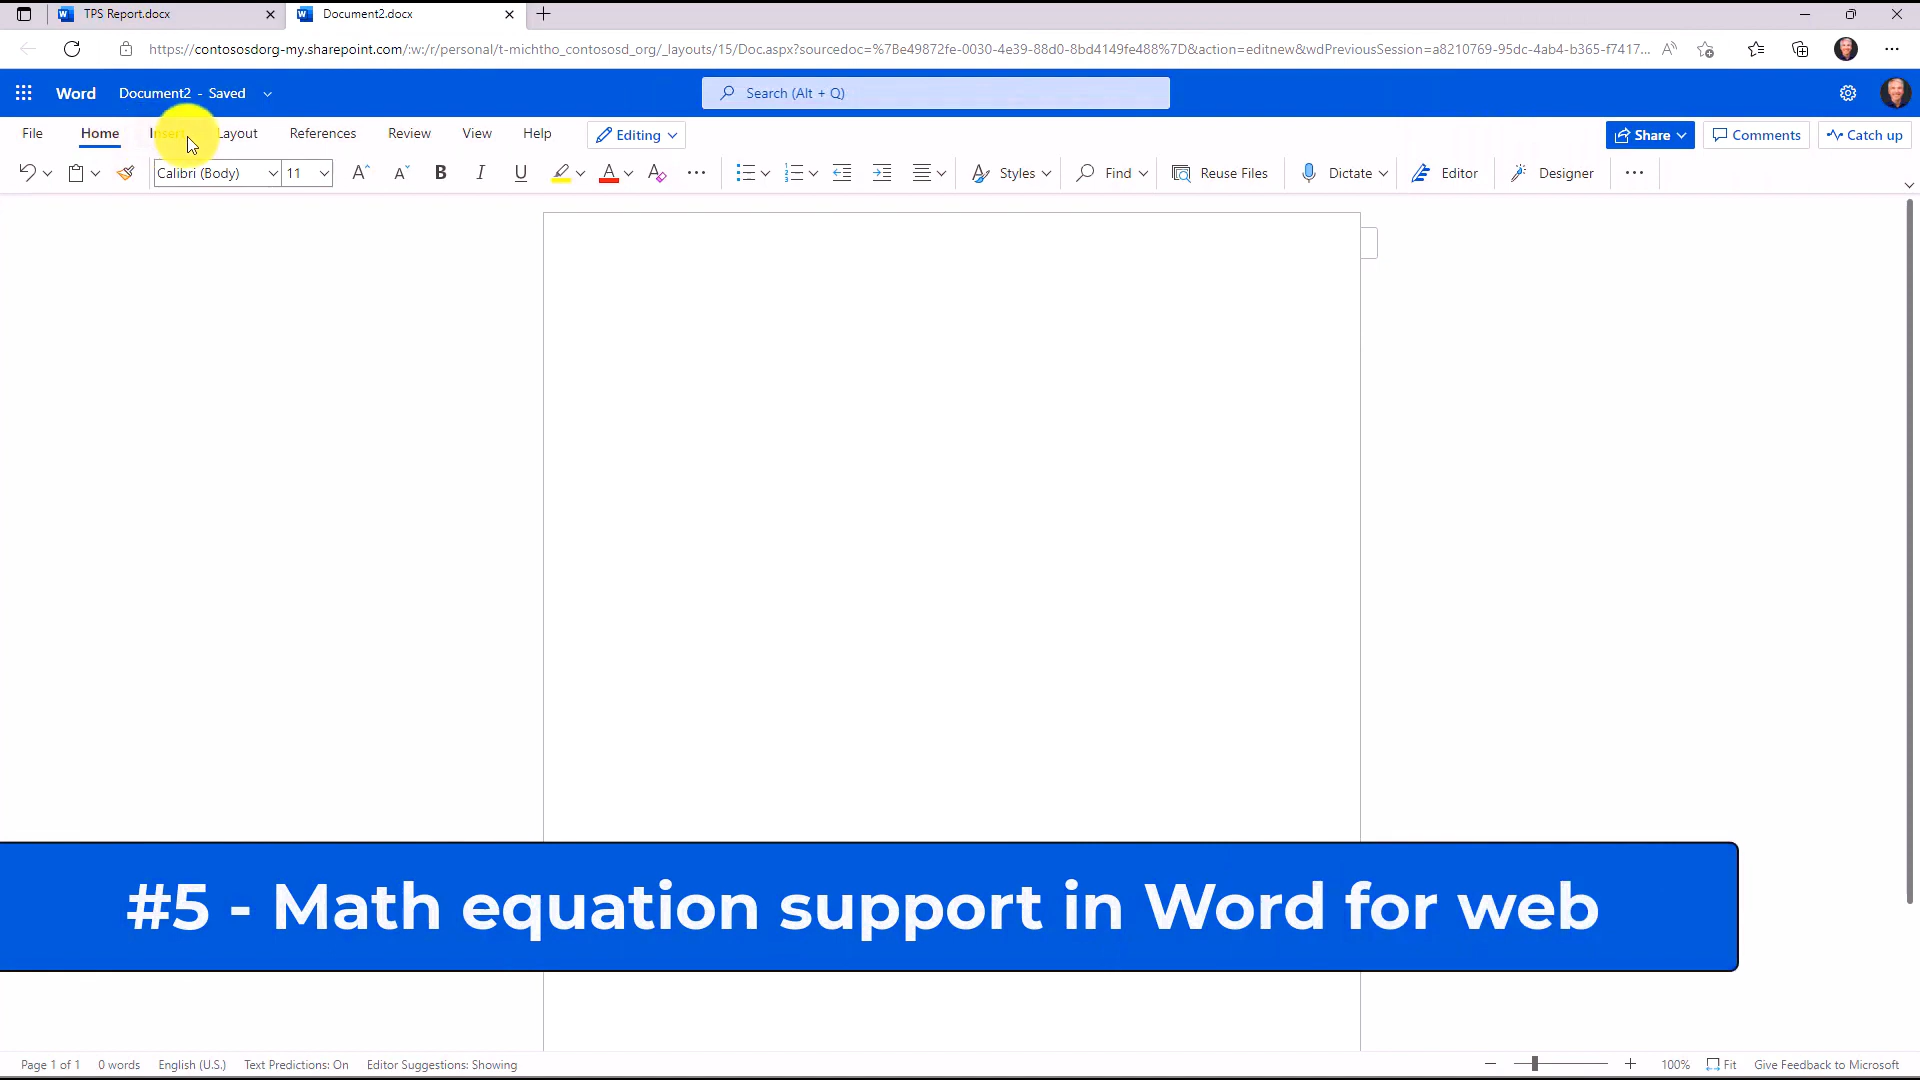 TPS Report.docx
Document2.docx
https://contososdorg-my.sharepoint.com/:w:/r/personal/t-michtho_contososd_org/_layouts/15/Doc.aspx?sourcedoc=%7Be49872fe-0030-4e39-88d0-8bd4149fe488%7D&action=editnew&wdPreviousSession=a8210769-95dc-4ab4-b365-f7417...
Word Document2 - Saved
Search (Alt + Q)
File Home Insert Layout References Review View Help Editing Share Comments Catch up
Calibri (Body) 11 A A B I U A A Styles Find Reuse Files Dictate Editor Designer
#5 - Math equation support in Word for web
Page 1 of 1 0 words English (U.S.) Text Predictions: On Editor Suggestions: Showing 100% Fit Give Feedback to Microsoft